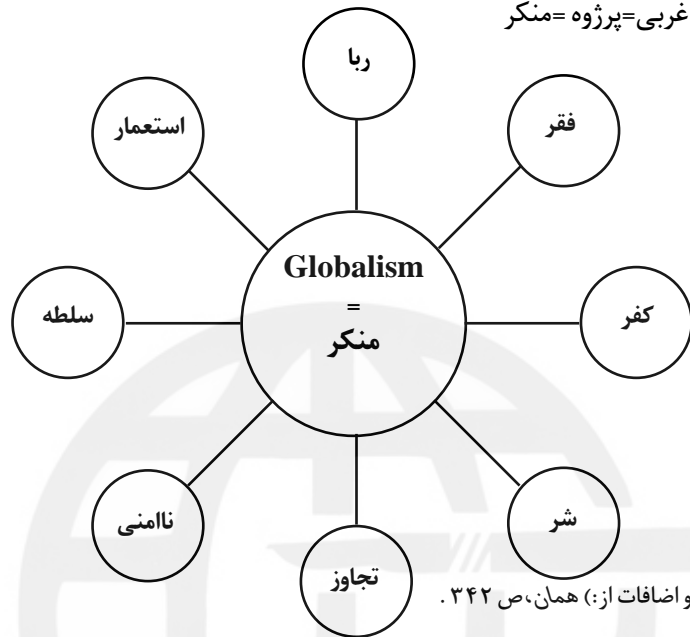 غربی=پرژوه =منکر
ربا
استعمار
فقر
Globalism
=
منکر
سلطه
کفر
ناامنی
شر
تجاوز
و اضافات از:) همان، ص ۳۴۲ .